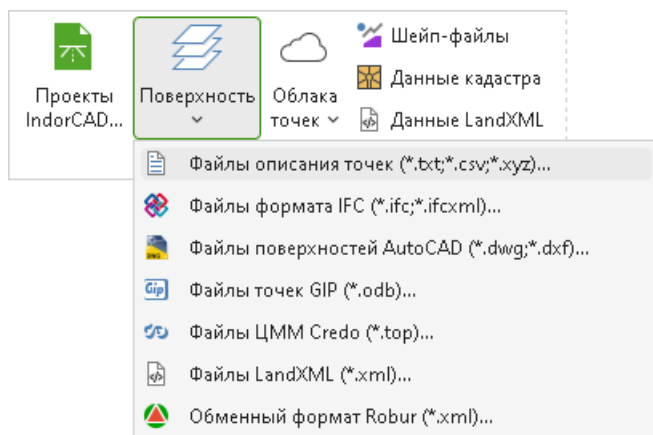 Проекты
IndorCAD...
Поверхность
Облака
точек
Шейп-файлы
Данные кадастра
Данные LandXML
Файлы описания точек (*.txt;*.csv;*.xyz)...
Файлы формата IFC (*.ifc;*.ifcxml)...
DWG
Файлы поверхностей AutoCAD (*.dwg;*.dxf)...
Gip
Файлы точек GIP (*.odb)...
Файлы ЦММ Credo (*.top)...
Файлы LandXML (*.xml)...
Обменный формат Robur (*.xml)...